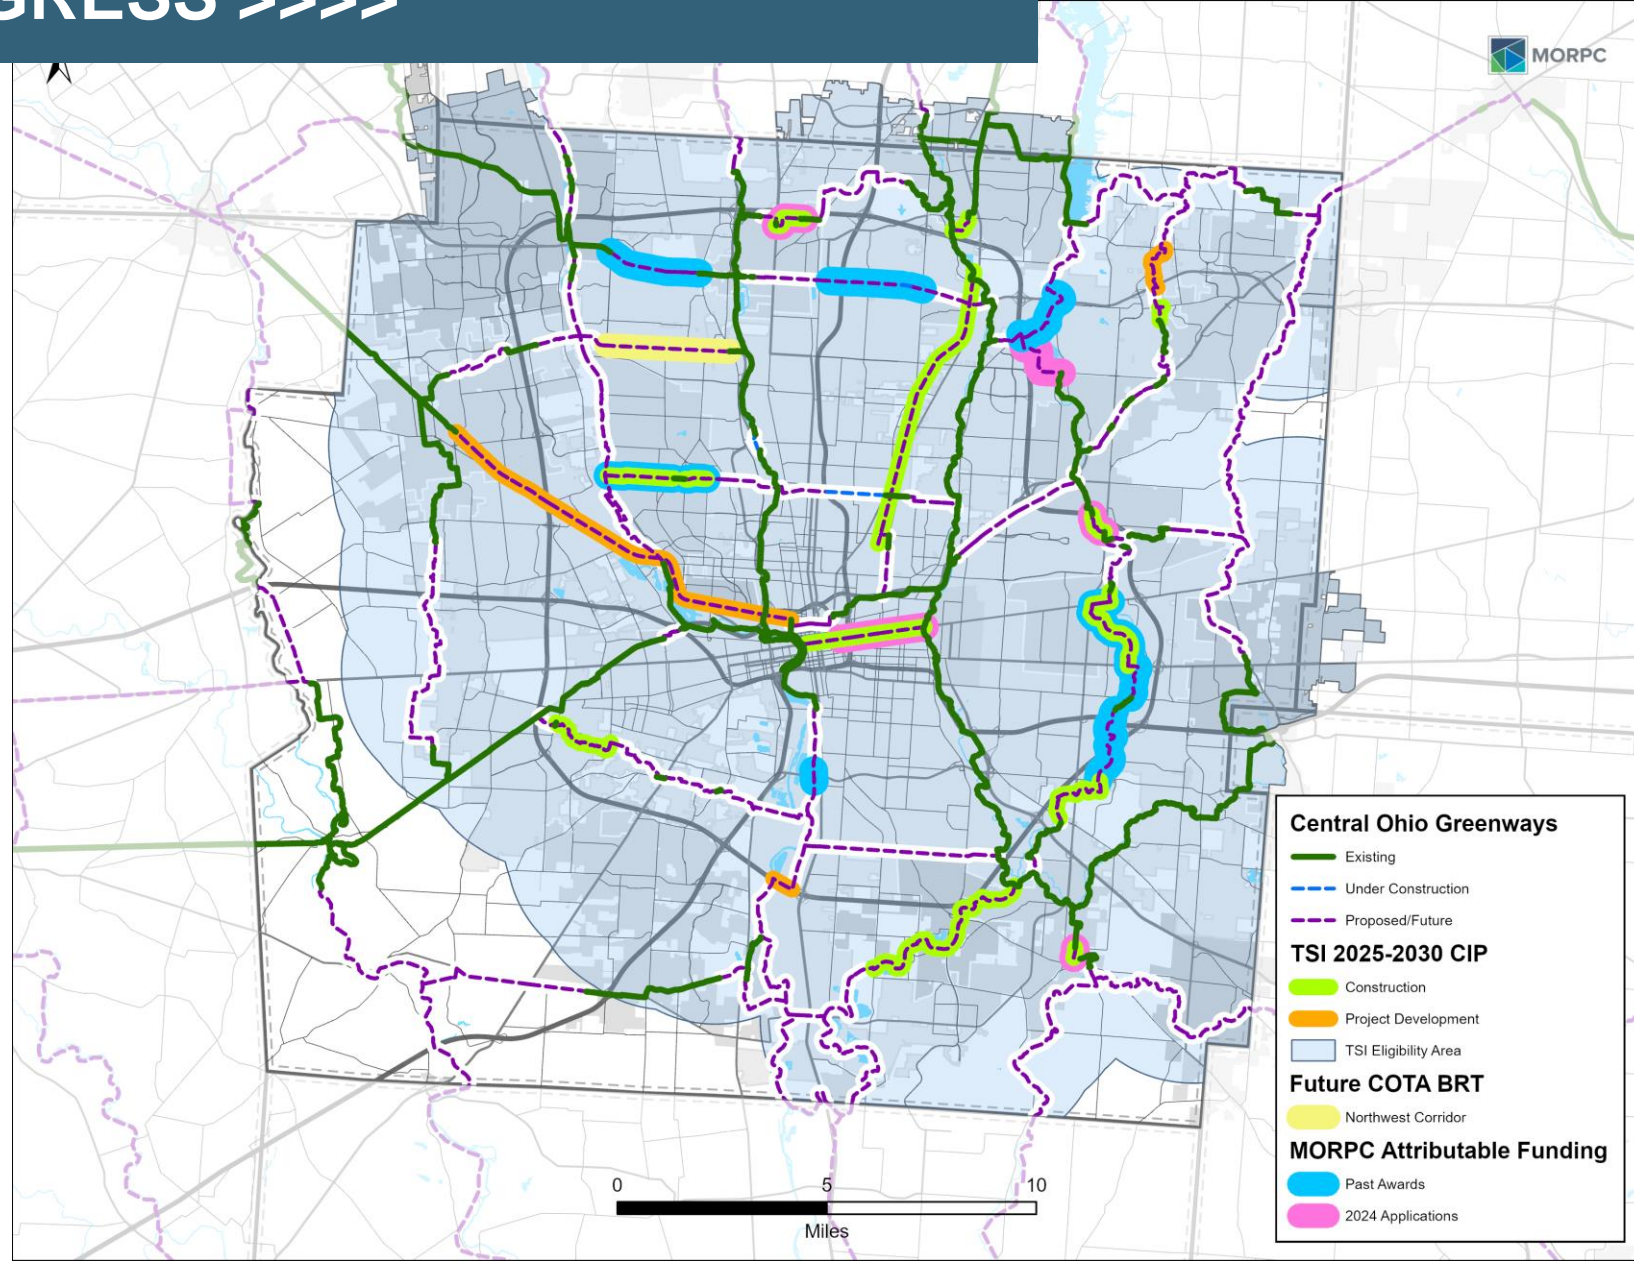 GRESS >>>>
MORPC
Central Ohio Greenways
Existing
Under Construction
Proposed/Future
TSI 2025-2030 CIP
Construction
Project Development
TSI Eligibility Area
Future COTA BRT
Northwest Corridor
MORPC Attributable Funding
Past Awards
2024 Applications
0 5 10
Miles